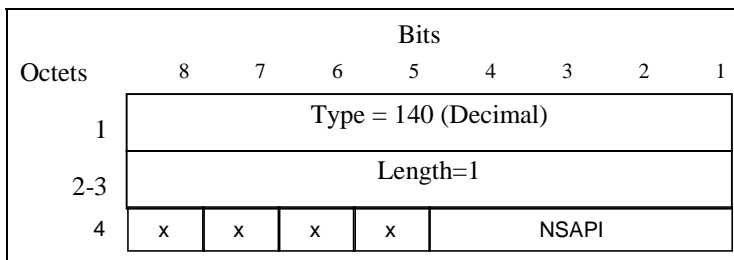 Bits
Octets 8 7 6 5 4 3 2 1
1 Type = 140 (Decimal)
2-3 Length=1
4 x x x x NSAPI